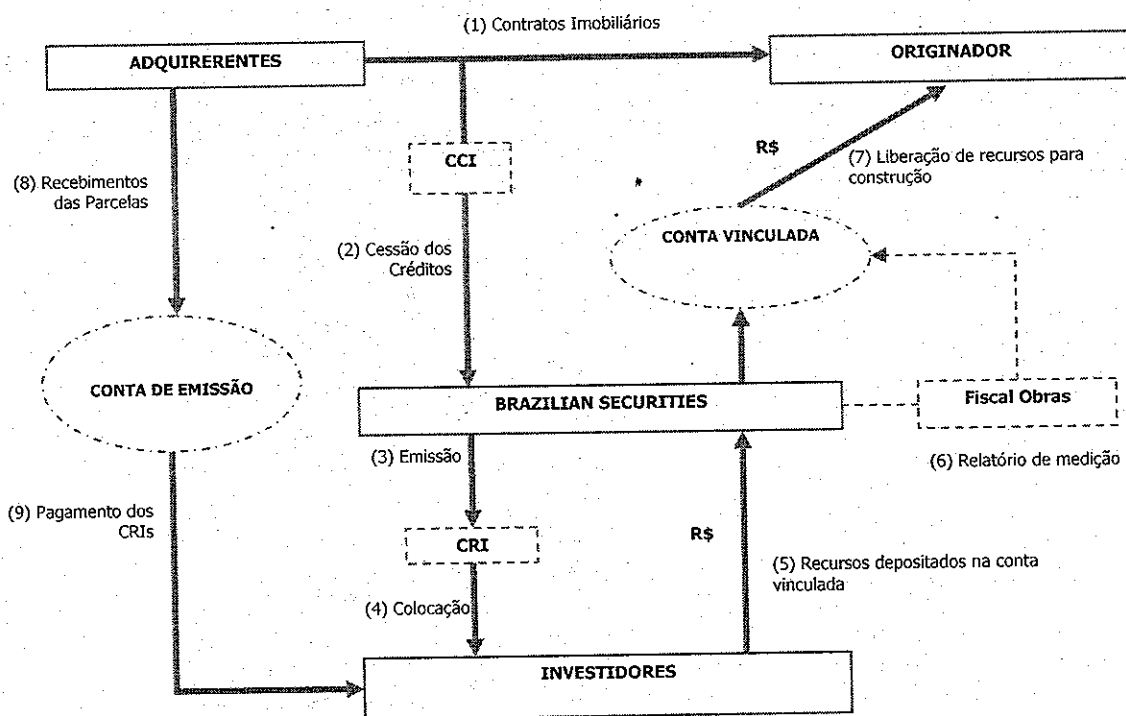 (1) Contratos Imobiliários
ADQUIRERENTES
ORIGINADOR
CCI
R$
(7) Liberação de recursos para
construção
(8) Recebimentos
das Parcelas
(2) Cessão dos
Créditos
CONTA VINCULADA
CONTA DE EMISSÃO
BRAZILIAN SECURITIES
Fiscal Obras
(3) Emissão
(6) Relatório de medição
(9) Pagamento dos
CRIs
CRI
R$
(5) Recursos depositados na conta
vinculada
(4) Colocação
INVESTIDORES